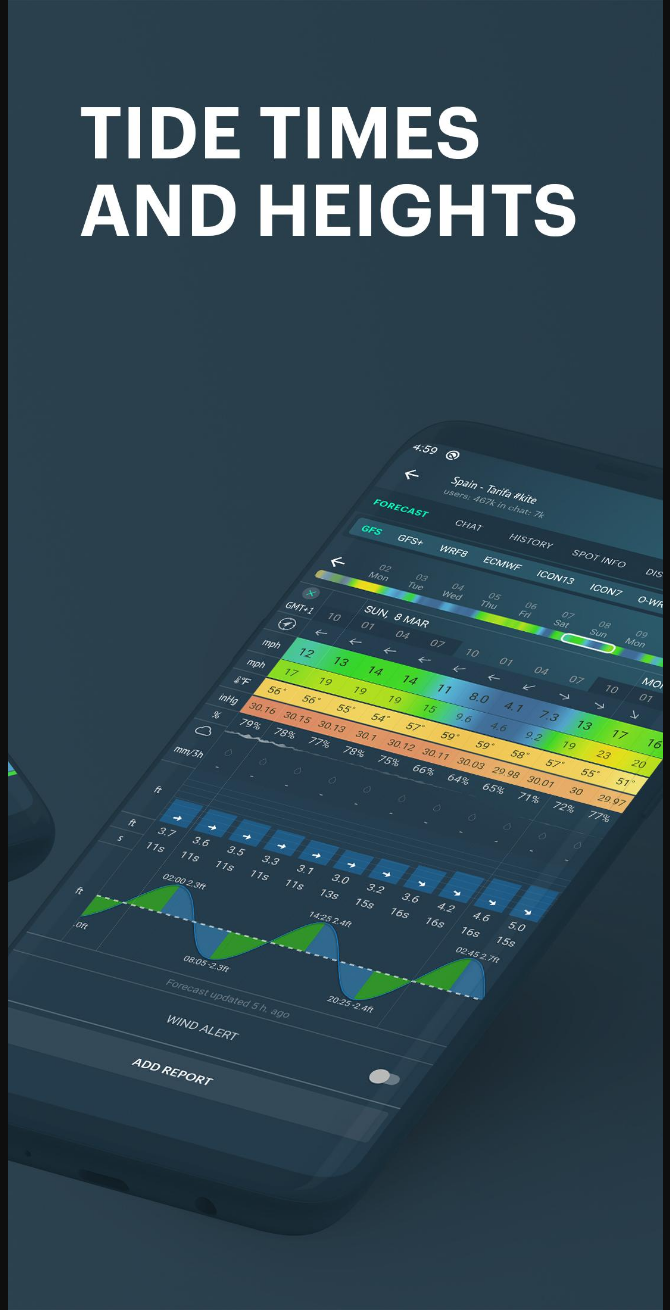 TIDE TIMES
AND HEIGHTS
4:59
Spain - Tarifa #kite
users: 467k in chat: 7k
FORECAST CHAT HISTORY SPOT INFO DIS
GFS GFS+ WRF8 ECMWF ICON13 ICON7 O-WR
02 03 04 05 06 07 08 09
Mon Tue Wed Thu Fri Sat Sun Mon
SUN, 8 MAR MO
GMT+1 10 01 04 07 10 01 04 07 10 01
mph 12 13 14 14 11 8.0 4.1 7.3 13 17 16
mph 17 19 19 19 15 9.6 4.6 9.2 19 23 20
°F 56° 56° 55° 54° 57° 59° 59° 58° 57° 55° 51°
inHg 30.16 30.15 30.13 30.1 30.12 30.11 30.03 29.98 30.01 30 29.97
% 79% 78% 77% 78% 75% 66% 64% 65% 71% 72% 77%
mm/3h - - - - - - - - - - -
ft
ft 3.7 3.6 3.5 3.3 3.1 3.0 3.2 3.6 4.2 4.6 5.0
s 11s 11s 11s 11s 13s 15s 16s 16s 16s 15s
02:00 2.3ft 14:25 2.4ft 02:45 2.7ft
ft
.0ft 08:05 -2.3ft 20:25 -2.4ft
Forecast updated 5 h. ago
WIND ALERT
ADD REPORT